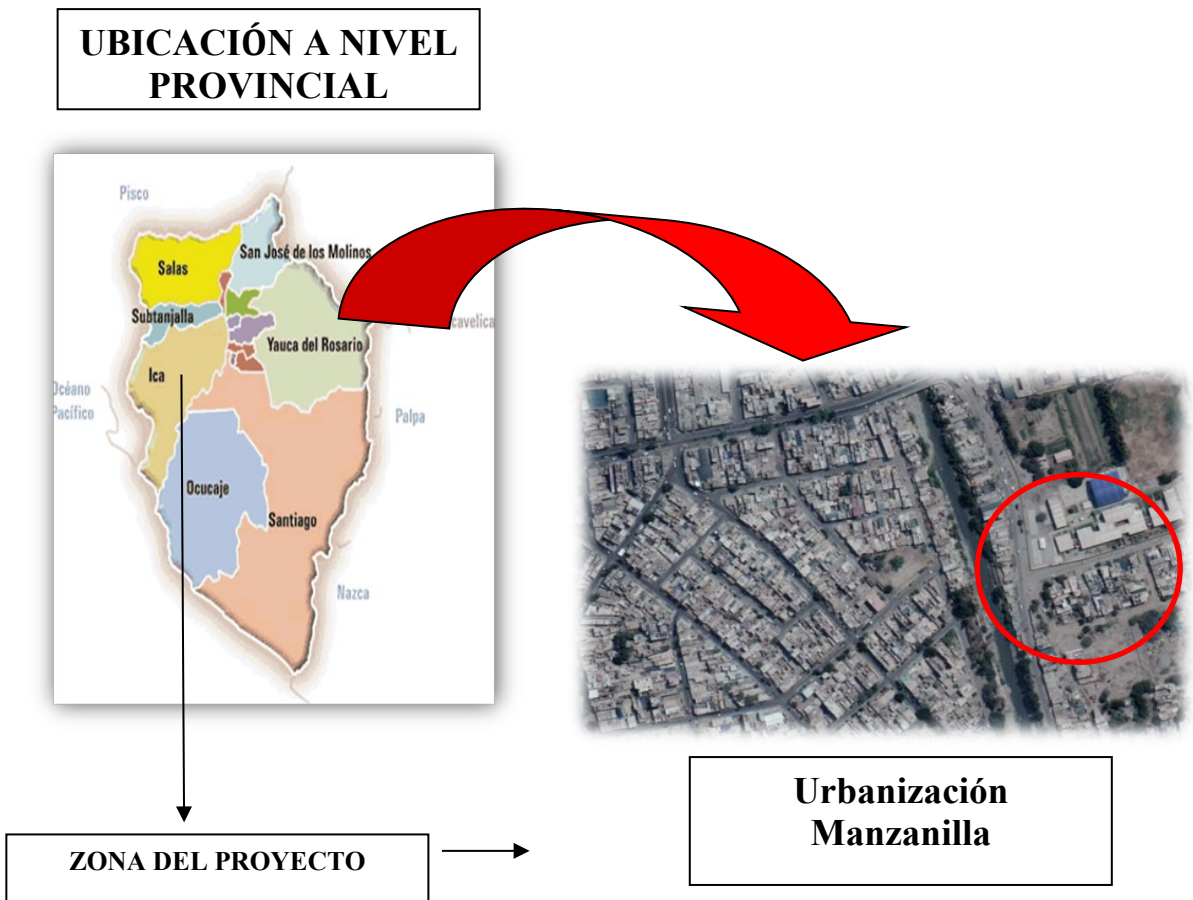 UBICACIÓN A NIVEL
PROVINCIAL
Pisco
San José de los Molinos
Salas
Subtanjalla
cavelica
Yauca del Rosario
Ica
Océano
Pacífico
Palpa
Ocucaje
Santiago
Nazca
Urbanización
Manzanilla
ZONA DEL PROYECTO